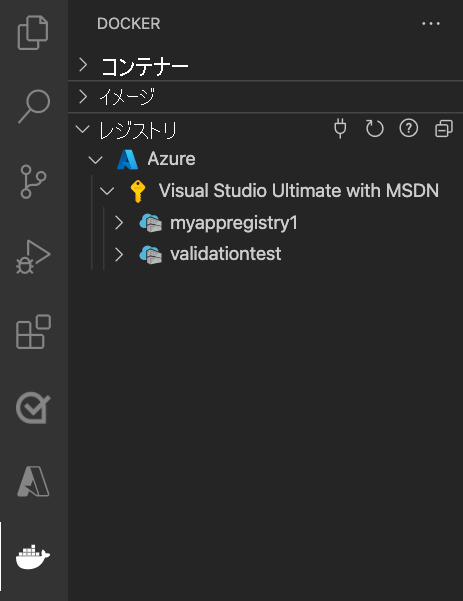 DOCKER
コンテナー
イメージ
レジストリ
Azure
Visual Studio Ultimate with MSDN
myappregistry1
validationtest